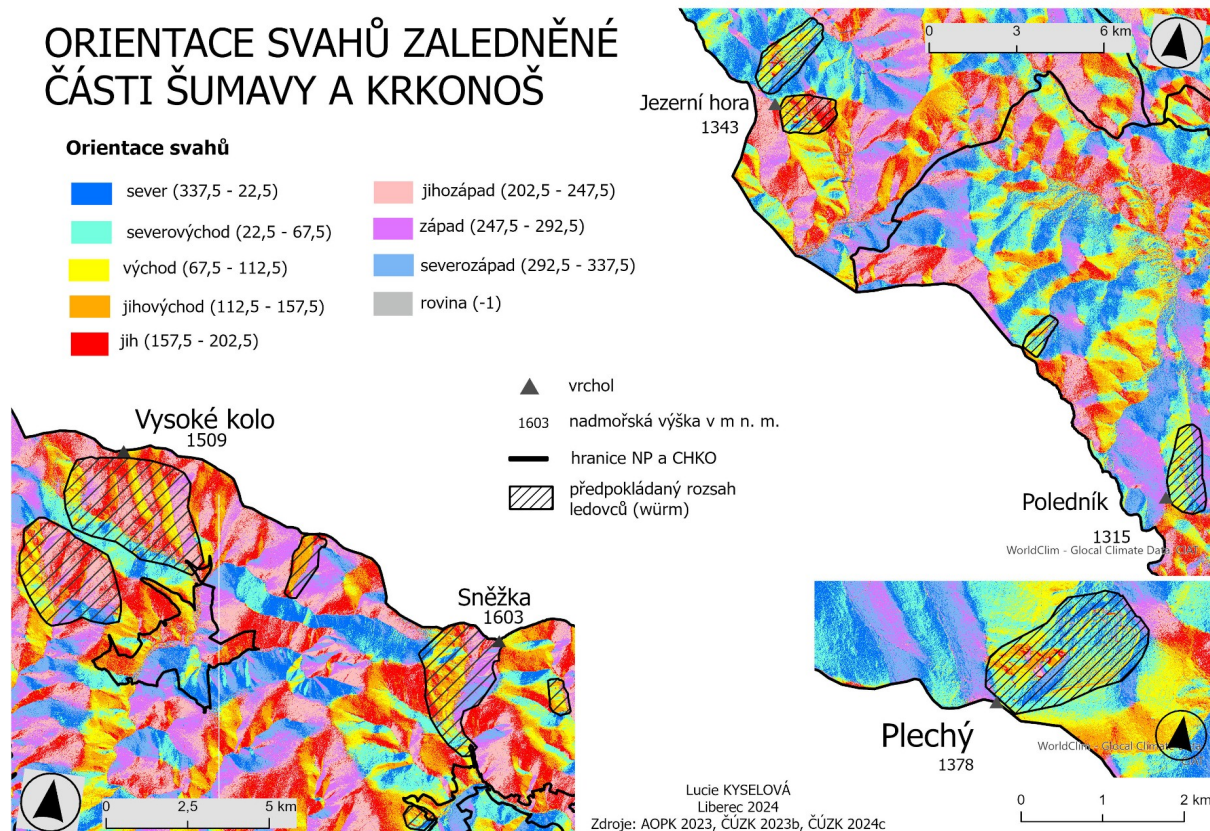 ORIENTACE SVAHŮ ZALEDNĚNÉ
ČÁSTI ŠUMAVY A KRKONOŠ
Orientace svahů
sever (337,5 - 22,5)
severovýchod (22,5 - 67,5)
východ (67,5 - 112,5)
jihovýchod (112,5 - 157,5)
jih (157,5 - 202,5)
jihozápad (202,5 - 247,5)
západ (247,5 - 292,5)
severozápad (292,5 - 337,5)
rovina (-1)
vrchol
1603 nadmořská výška v m n. m.
hranice NP a CHKO
předpokládaný rozsah
ledovců (würm)
0 3 6 km
Jezerní hora
1343
Poledník
1315
WorldClim - Glocal Climate Data
Vysoké kolo
1509
Sněžka
1603
0 2,5 5 km
Plechý
1378
WorldClim - Glocal Climate Data
0 1 2 km
Lucie KYSELOVÁ
Liberec 2024
Zdroje: AOPK 2023, ČÚZK 2023b, ČÚZK 2024c